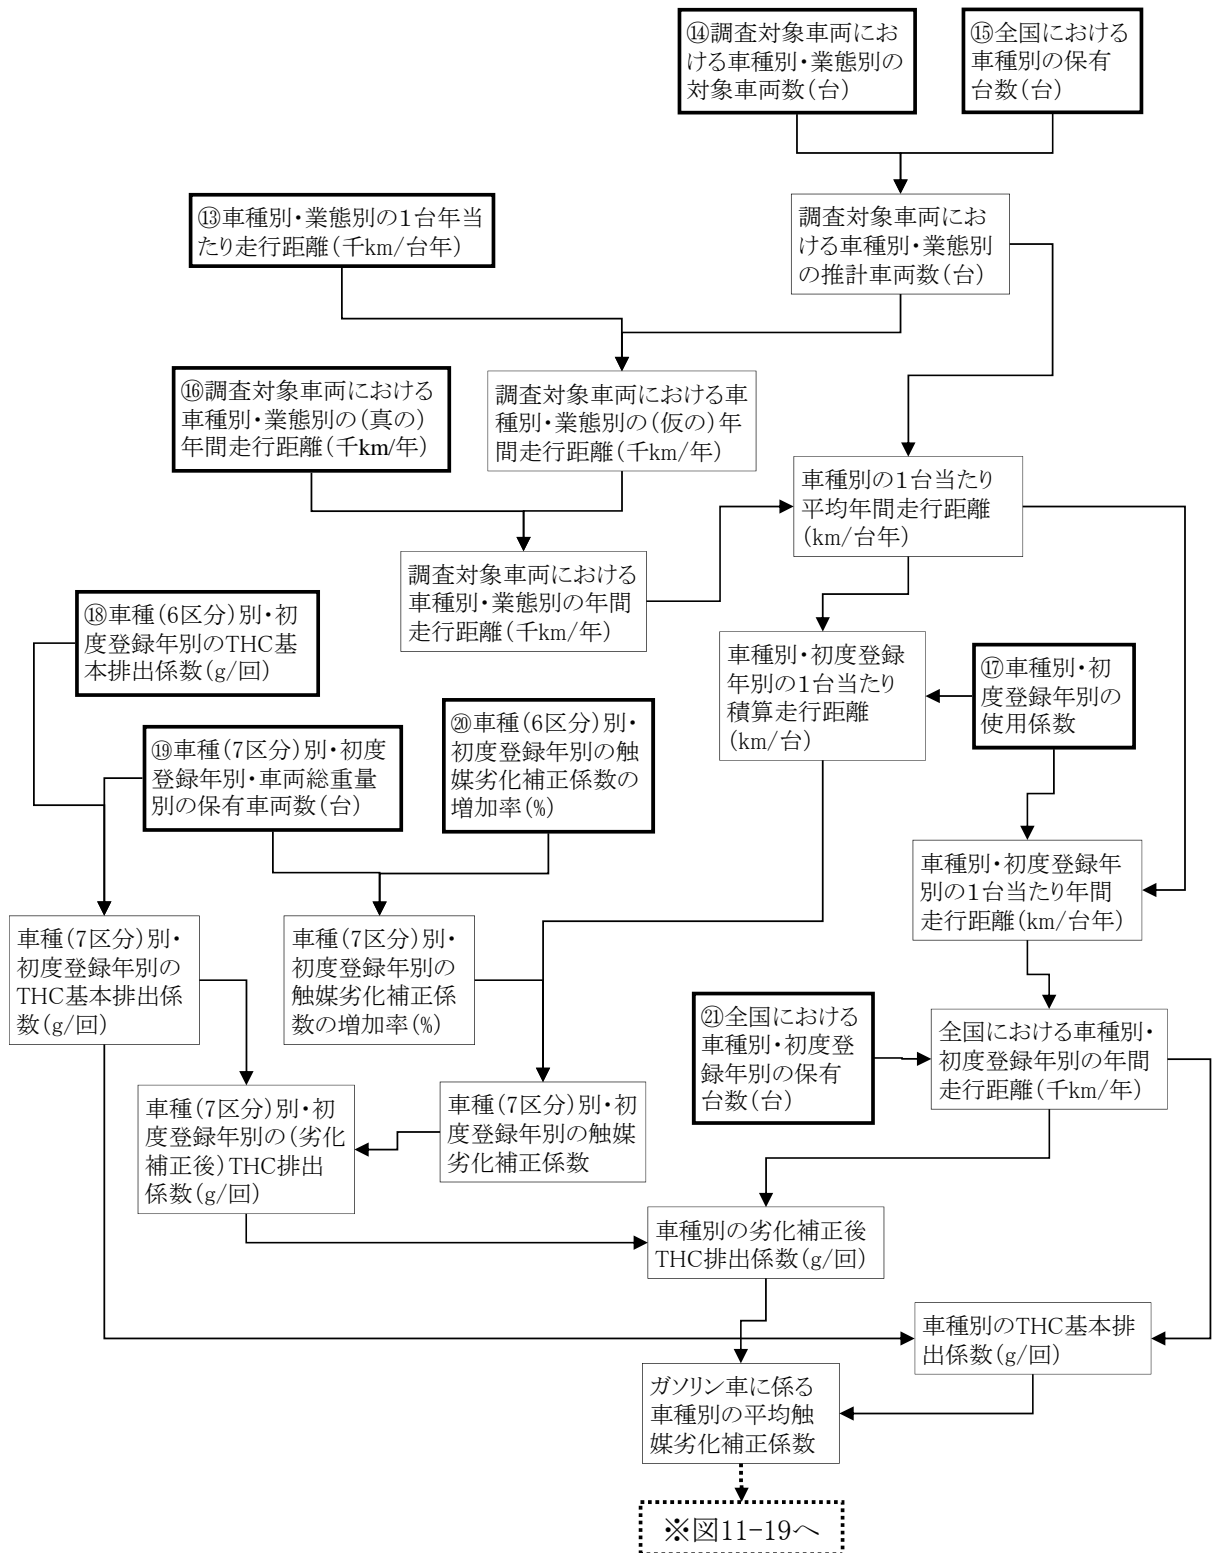 ⑭調査対象車両にお
ける車種別・業態別の
対象車両数(台)
⑮全国における
車種別の保有
台数(台)
⑬車種別・業態別の1台年当
たり走行距離(千km/台年)
調査対象車両にお
ける車種別・業態別
の推計車両数(台)
⑯調査対象車両における
車種別・業態別の(真の)
年間走行距離(千km/年)
調査対象車両における車
種別・業態別の(仮の)年
間走行距離(千km/年)
車種別の1台当たり
平均年間走行距離
(km/台年)
調査対象車両における
車種別・業態別の年間
走行距離(千km/年)
⑱車種(6区分)別・初
度登録年別のTHC基
本排出係数(g/回)
車種別・初度登録
年別の1台当たり
積算走行距離
(km/台)
⑰車種別・初
度登録年別の
使用係数
⑲車種(7区分)別・初度
登録年別・車両総重量
別の保有車両数(台)
⑳車種(6区分)別・
初度登録年別の触
媒劣化補正係数の
増加率(%)
車種別・初度登録年
別の1台当たり年間
走行距離(km/台年)
車種(7区分)別・
初度登録年別の
THC基本排出係
数(g/回)
車種(7区分)別・
初度登録年別の
触媒劣化補正係
数の増加率(%)
㉑全国における
車種別・初度登
録年別の保有
台数(台)
全国における車種別・
初度登録年別の年間
走行距離(千km/年)
車種(7区分)別・初
度登録年別の(劣化
補正後)THC排出
係数(g/回)
車種(7区分)別・初
度登録年別の触媒
劣化補正係数
車種別の劣化補正後
THC排出係数(g/回)
車種別のTHC基本排
出係数(g/回)
ガソリン車に係る
車種別の平均触
媒劣化補正係数
※図11-19へ